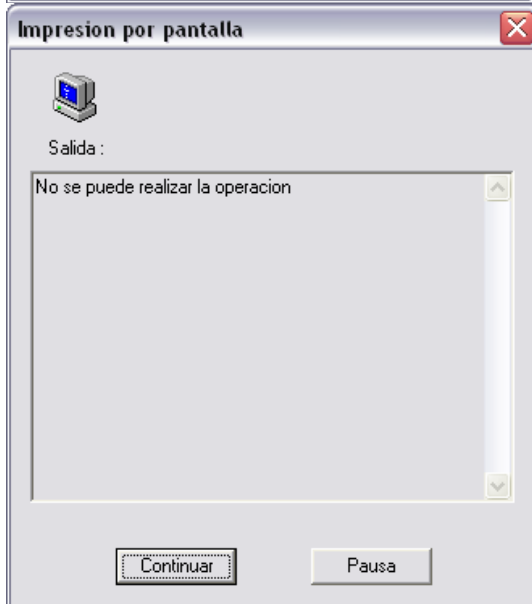 Impresion por pantalla
Salida :
No se puede realizar la operacion
Continuar
Pausa